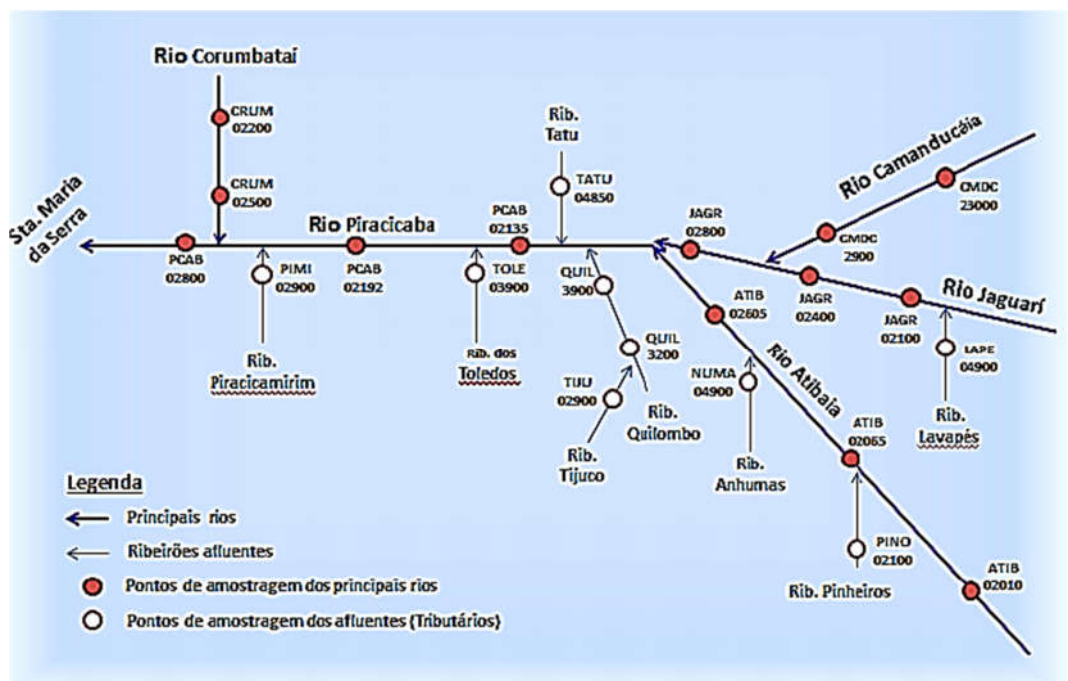 Rio Corumbataí
CRUM
02200
CRUM
02500
Sta. Maria
da Serra
PCAB
02800
PIMI
02900
Rib.
Piracicamirim
Rio Piracicaba
PCAB
02192
PCAB
02135
TOLE
03900
Rib. dos
Toledos
Rib.
Tatu
TATU
04850
QUIL
3900
QUIL
3200
TIJU
02900
Rib.
Quilombo
Rib.
Tijuco
JAGR
02800
Rio Camanducáia
CMDC
23000
CMDC
2900
JAGR
02400
JAGR
02100
Rio Jaguarí
LAPE
04900
Rib.
Lavapés
ATIB
02605
Rio Atibaia
NUMA
04900
Rib.
Anhumas
ATIB
02065
PINO
02100
Rib. Pinheiros
ATIB
02010
Legenda
Principais rios
Ribeirões afluentes
Pontos de amostragem dos principais rios
Pontos de amostragem dos afluentes (Tributários)